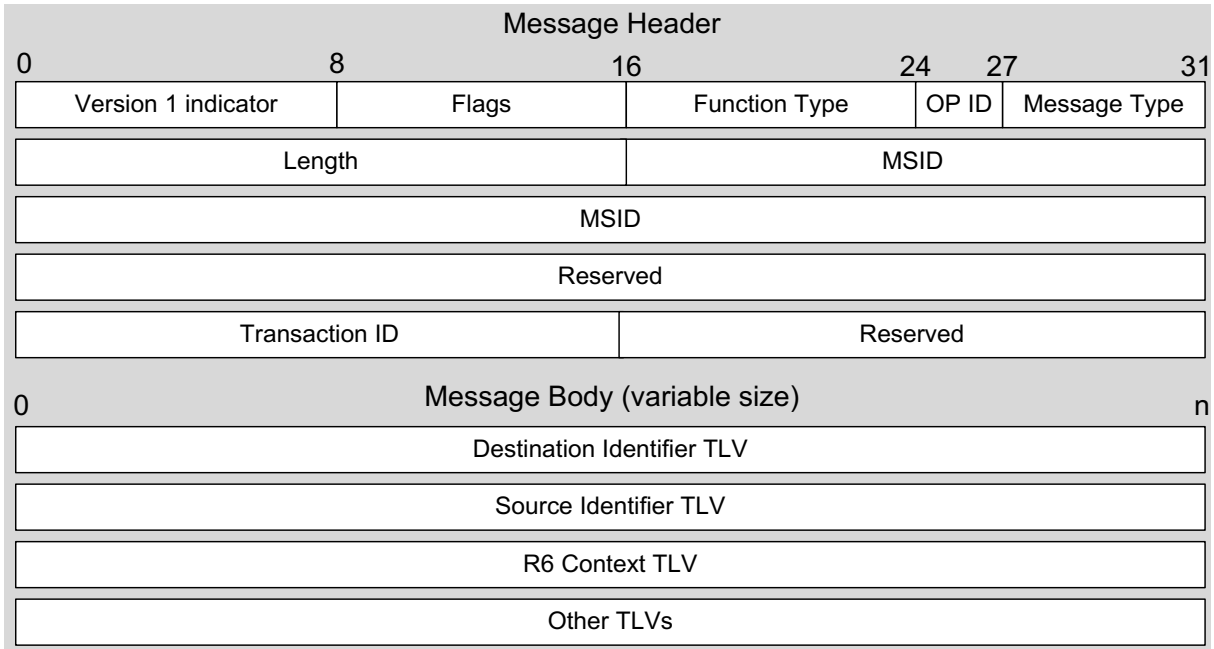 Message Header
0 8 16 24 27 31
Version 1 indicator Flags Function Type OP ID Message Type
Length MSID
MSID
Reserved
Transaction ID Reserved
Message Body (variable size)
0 n
Destination Identifier TLV
Source Identifier TLV
R6 Context TLV
Other TLVs